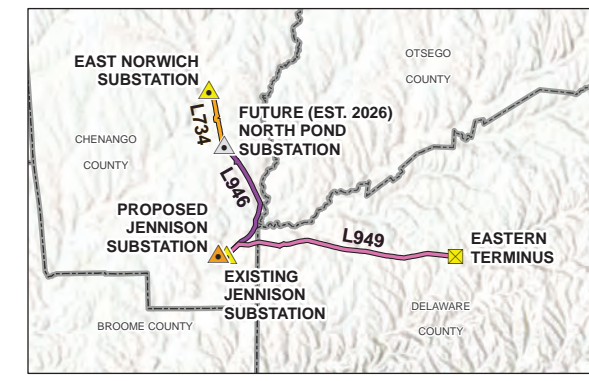 OTSEGO
COUNTY
EAST NORWICH
SUBSTATION
L734
FUTURE (EST. 2026)
NORTH POND
SUBSTATION
CHENANGO
COUNTY
L946
PROPOSED
JENNISON
SUBSTATION
L949
EASTERN
TERMINUS
EXISTING
JENNISON
SUBSTATION
DELAWARE
COUNTY
BROOME COUNTY